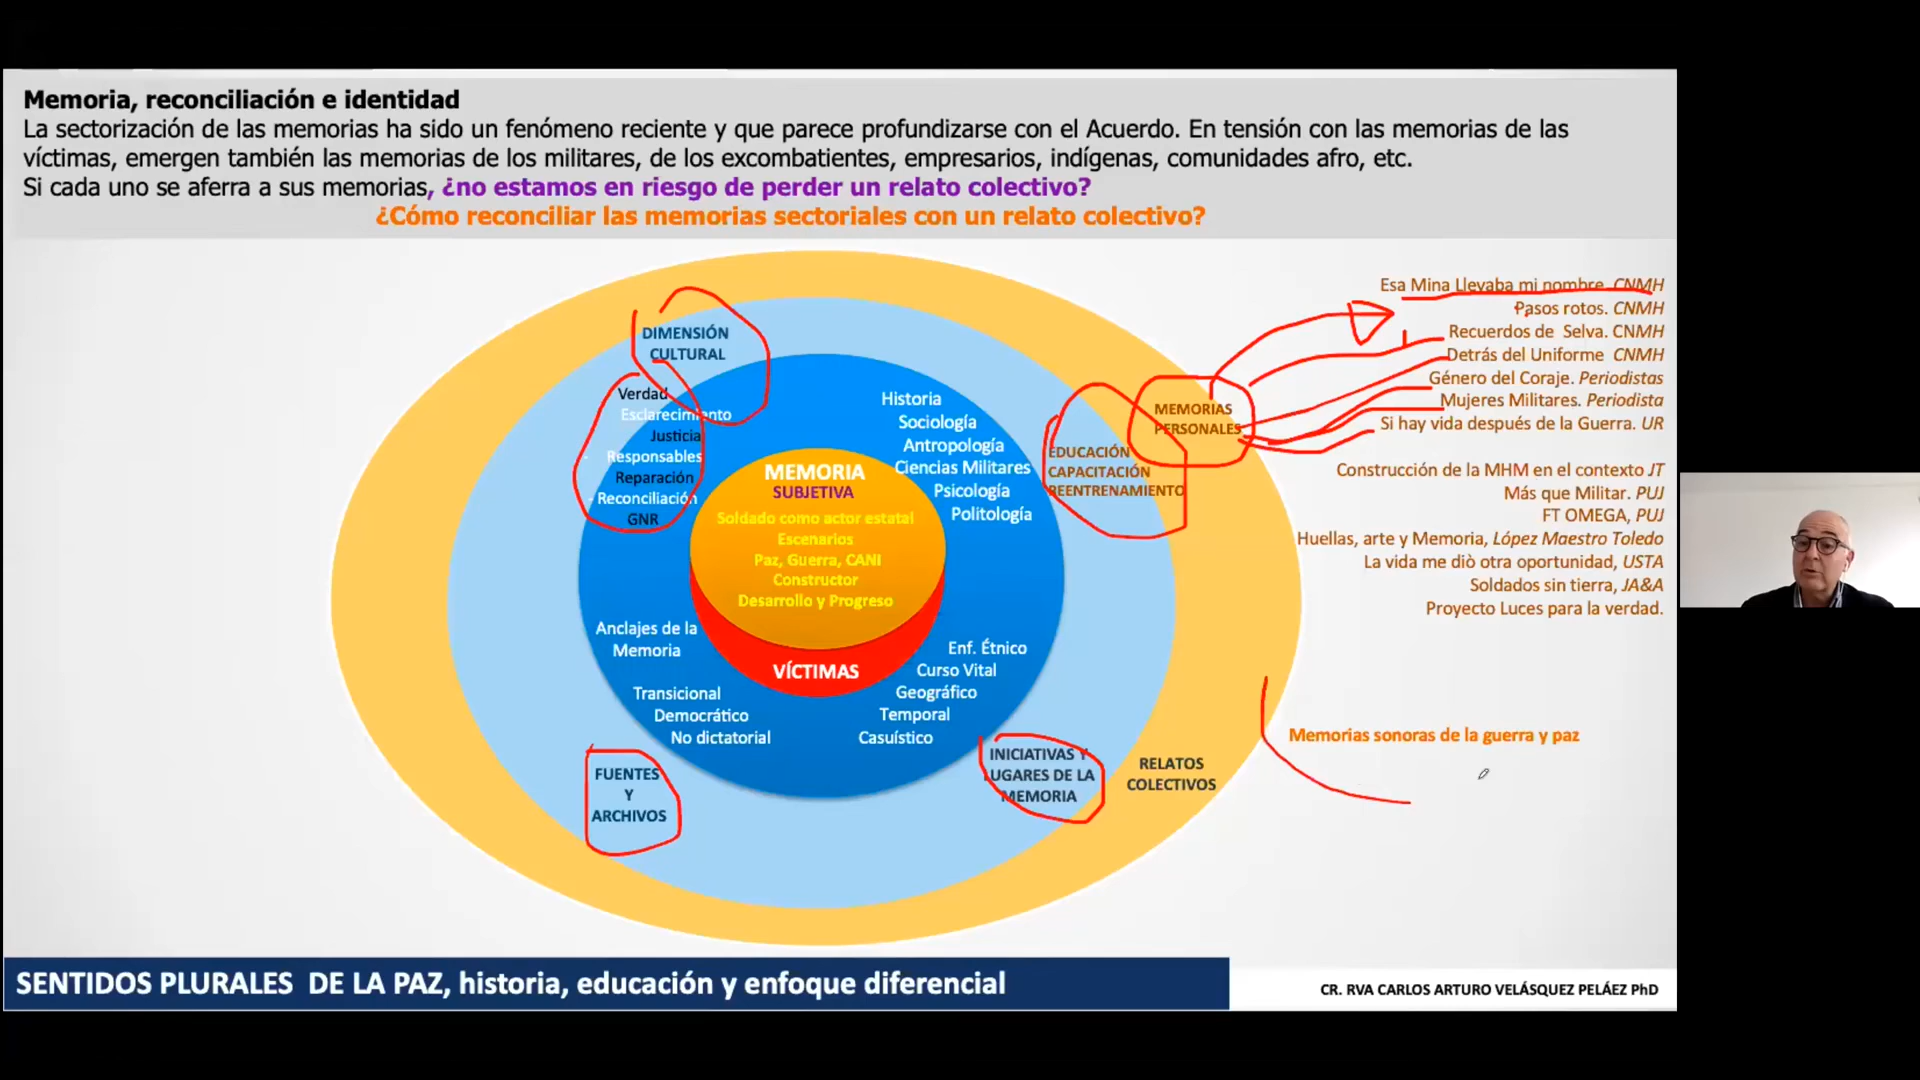 Memoria, reconciliación e identidad
La sectorización de las memorias ha sido un fenómeno reciente y que parece profundizarse con el Acuerdo. En tensión con las memorias de las
víctimas, emergen también las memorias de los militares, de los excombatientes, empresarios, indígenas, comunidades afro, etc.
Si cada uno se aferra a sus memorias, ¿no estamos en riesgo de perder un relato colectivo?
¿Cómo reconciliar las memorias sectoriales con un relato colectivo?
DIMENSIÓN
CULTURAL
Verdad
Esclarecimiento
Justicia
- Responsables
Reparación
- Reconciliación
GNR
Historia
Sociología
Antropología
Ciencias Militares
Psicología
Politología
EDUCACIÓN
CAPACITACIÓN
REENTRENAMIENTO
MEMORIAS
PERSONALES
MEMORIA
SUBJETIVA
Soldado como actor estatal
Escenarios
Paz, Guerra, CANI
Constructor
Desarrollo y Progreso
VÍCTIMAS
Anclajes de la
Memoria
Transicional
Democrático
No dictatorial
Enf. Étnico
Curso Vital
Geográfico
Temporal
Casuístico
FUENTES
Y
ARCHIVOS
INICIATIVAS Y
LUGARES DE LA
MEMORIA
RELATOS
COLECTIVOS
Esa Mina Llevaba mi nombre. CNMH
Pasos rotos. CNMH
Recuerdos de Selva. CNMH
Detrás del Uniforme CNMH
Género del Coraje. Periodistas
Mujeres Militares. Periodista
Si hay vida después de la Guerra. UR
Construcción de la MHM en el contexto JT
Más que Militar. PUJ
FT OMEGA, PUJ
Huellas, arte y Memoria, López Maestro Toledo
La vida me diò otra oportunidad, USTA
Soldados sin tierra, JA&A
Proyecto Luces para la verdad.
Memorias sonoras de la guerra y paz
SENTIDOS PLURALES DE LA PAZ, historia, educación y enfoque diferencial
CR. RVA CARLOS ARTURO VELÁSQUEZ PELÁEZ PhD